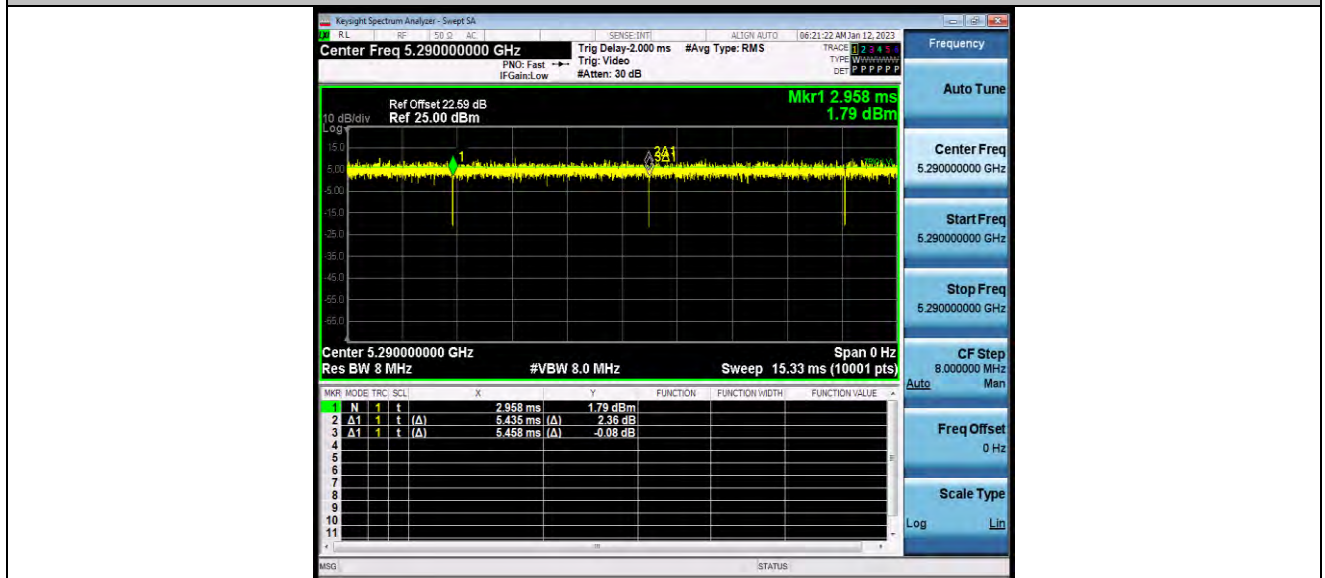 Keysight Spectrum Analyzer - Swept SA
RL RF 50 Ω AC SENSE:INT ALIGN AUTO 06:21:22 AM Jan 12, 2023
Center Freq 5.290000000 GHz
Trig Delay-2.000 ms #Avg Type: RMS
TRACE 1 2 3 4 5 6
PNO: Fast Trig: Video
TYPE WWWWWW
IFGain:Low #Atten: 30 dB
DET P P P P P P
Mkr1 2.958 ms
1.79 dBm
Ref Offset 22.59 dB
10 dB/div Ref 25.00 dBm
Log
15.0
5.00
-5.00
-15.0
-25.0
-35.0
-45.0
-55.0
-65.0
1
3Δ1
Center 5.290000000 GHz Span 0 Hz
Res BW 8 MHz #VBW 8.0 MHz Sweep 15.33 ms (10001 pts)
MKR MODE TRC SCL X Y FUNCTION FUNCTION WIDTH FUNCTION VALUE
1 N 1 t 2.958 ms 1.79 dBm
2 Δ1 1 t (Δ) 5.435 ms (Δ) 2.36 dB
3 Δ1 1 t (Δ) 5.458 ms (Δ) -0.08 dB
4
5
6
7
8
9
10
11
MSG STATUS
Frequency
Auto Tune
Center Freq
5.290000000 GHz
Start Freq
5.290000000 GHz
Stop Freq
5.290000000 GHz
CF Step
8.000000 MHz
Auto Man
Freq Offset
0 Hz
Scale Type
Log Lin